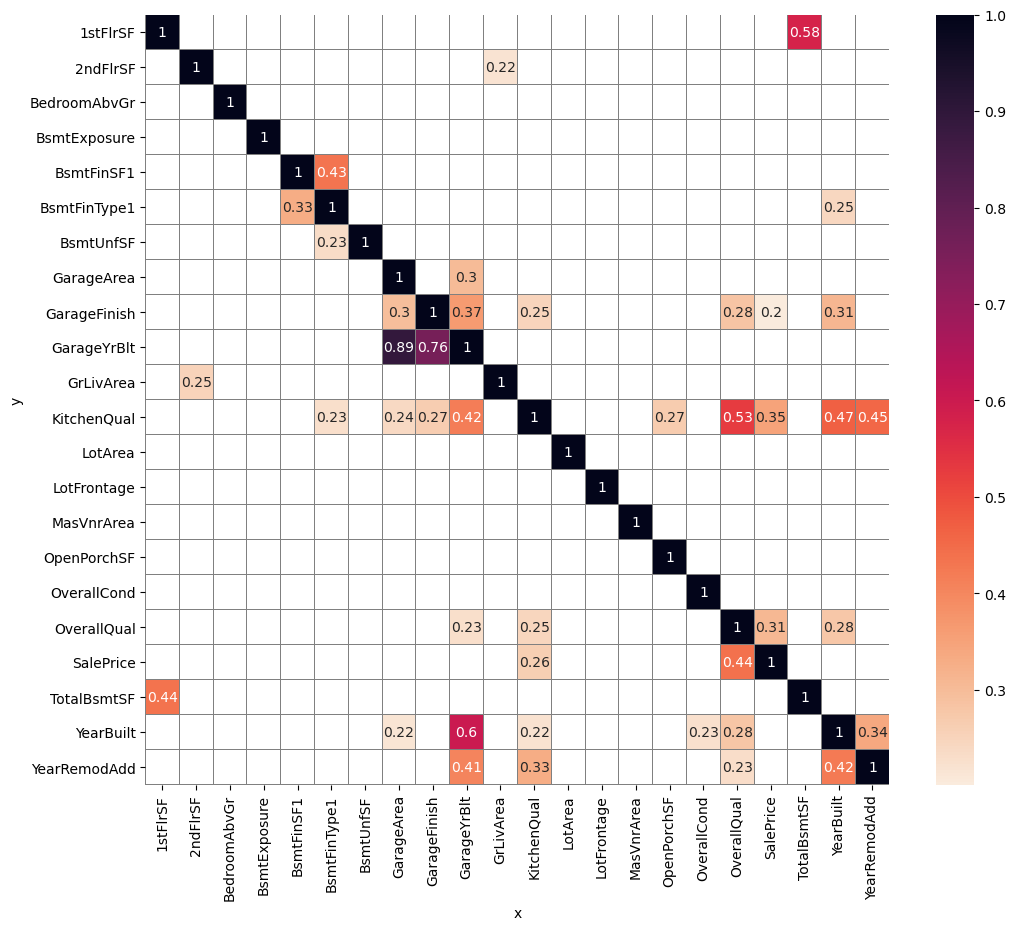 1stFlrSF 1 0.58 1.0
2ndFlrSF 1 0.22
BedroomAbvGr 1 0.9
BsmtExposure 1
BsmtFinSF1 1 0.43
BsmtFinType1 0.33 1 0.25 0.8
BsmtUnfSF 0.23 1
GarageArea 1 0.3
GarageFinish 0.3 1 0.37 0.25 0.28 0.2 0.31 0.7
GarageYrBlt 0.89 0.76 1
GrLivArea 0.25 1
y
0.6
KitchenQual 0.23 0.24 0.27 0.42 1 0.27 0.53 0.35 0.47 0.45
LotArea 1
LotFrontage 1 0.5
MasVnrArea 1
OpenPorchSF 1
OverallCond 1 0.4
OverallQual 0.23 0.25 1 0.31 0.28
SalePrice 0.26 0.44 1
TotalBsmtSF 0.44 1 0.3
YearBuilt 0.22 0.6 0.22 0.23 0.28 1 0.34
YearRemodAdd 0.41 0.33 0.23 0.42 1
1stFlrSF
2ndFlrSF
BedroomAbvGr
BsmtExposure
BsmtFinSF1
BsmtFinType1
BsmtUnfSF
GarageArea
GarageFinish
GarageYrBlt
GrLivArea
KitchenQual
LotArea
LotFrontage
MasVnrArea
OpenPorchSF
OverallCond
OverallQual
SalePrice
TotalBsmtSF
YearBuilt
YearRemodAdd
x